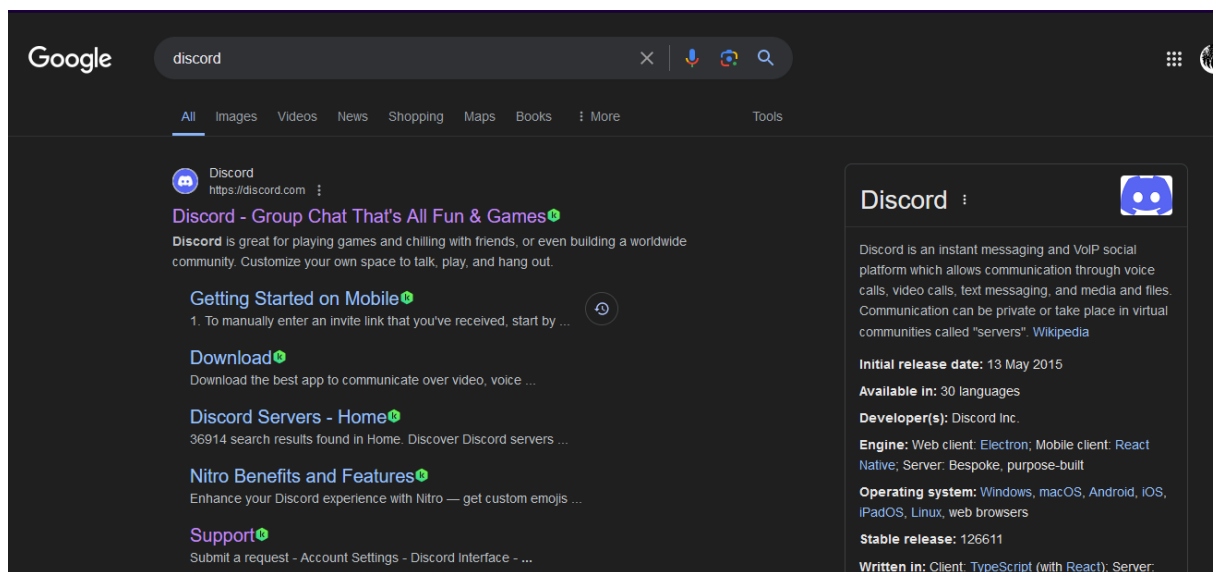 Google
discord
All Images Videos News Shopping Maps Books More Tools
Discord
https://discord.com
Discord - Group Chat That's All Fun & Games
Discord is great for playing games and chilling with friends, or even building a worldwide
community. Customize your own space to talk, play, and hang out.
Getting Started on Mobile
1. To manually enter an invite link that you've received, start by ...
Download
Download the best app to communicate over video, voice ...
Discord Servers - Home
36914 search results found in Home. Discover Discord servers ...
Nitro Benefits and Features
Enhance your Discord experience with Nitro — get custom emojis ...
Support
Submit a request - Account Settings - Discord Interface - ...
Discord
Discord is an instant messaging and VoIP social
platform which allows communication through voice
calls, video calls, text messaging, and media and files.
Communication can be private or take place in virtual
communities called "servers". Wikipedia
Initial release date: 13 May 2015
Available in: 30 languages
Developer(s): Discord Inc.
Engine: Web client: Electron; Mobile client: React
Native; Server: Bespoke, purpose-built
Operating system: Windows, macOS, Android, iOS,
iPadOS, Linux, web browsers
Stable release: 126611
Written in: Client: TypeScript (with React); Server: